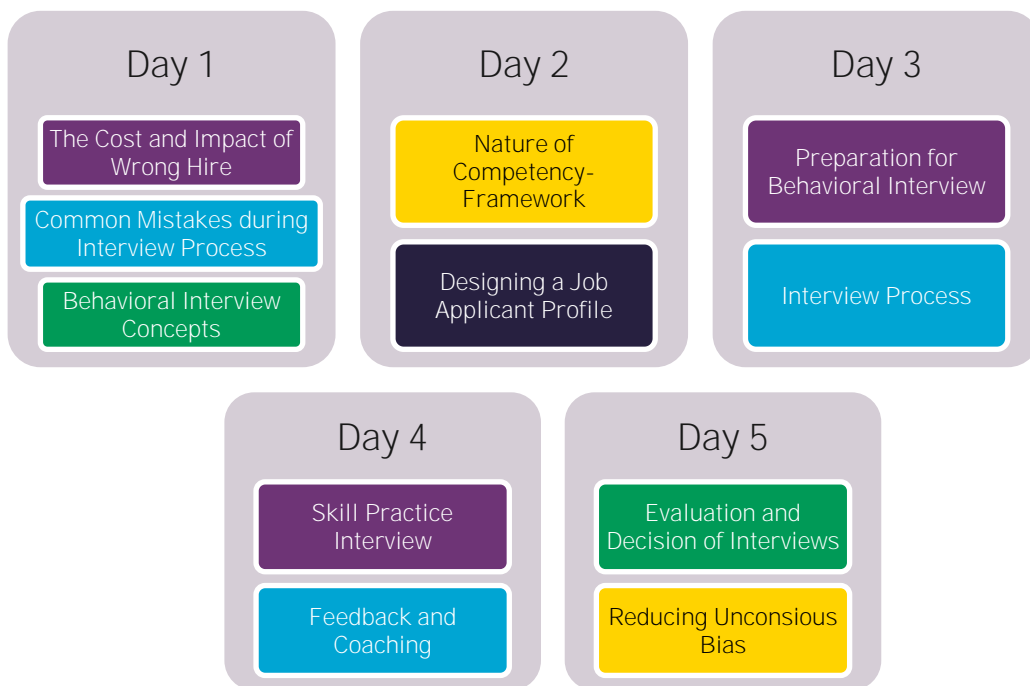 Day 1
The Cost and Impact of
Wrong Hire
Common Mistakes during
Interview Process
Behavioral Interview
Concepts
Day 2
Nature of
Competency-
Framework
Designing a Job
Applicant Profile
Day 3
Preparation for
Behavioral Interview
Interview Process
Day 4
Skill Practice
Interview
Feedback and
Coaching
Day 5
Evaluation and
Decision of Interviews
Reducing Unconsious
Bias